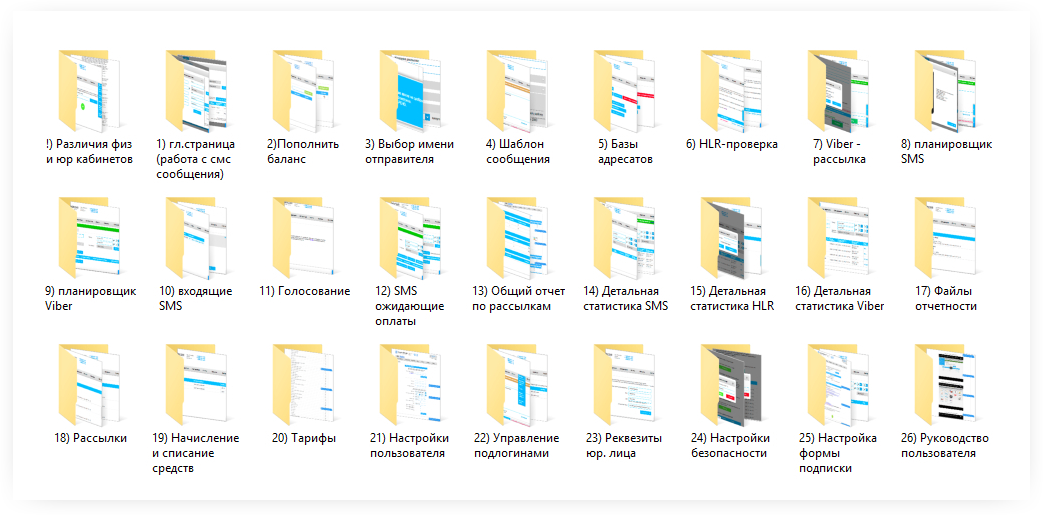 !) Различия физ
и юр кабинетов
1) гл.страница
(работа с смс
сообщения)
2)Пополнить
баланс
3) Выбор имени
отправителя
4) Шаблон
сообщения
5) Базы
адресатов
6) HLR-проверка
7) Viber -
рассылка
8) планировщик
SMS
9) планировщик
Viber
10) входящие
SMS
11) Голосование
12) SMS
ожидающие
оплаты
13) Общий отчет
по рассылкам
14) Детальная
статистика SMS
15) Детальная
статистика HLR
16) Детальная
статистика Viber
17) Файлы
отчетности
18) Рассылки
19) Начисление
и списание
средств
20) Тарифы
21) Настройки
пользователя
22) Управление
подлогинами
23) Реквезиты
юр. лица
24) Настройки
безопасности
25) Настройка
формы
подписки
26) Руководство
пользователя